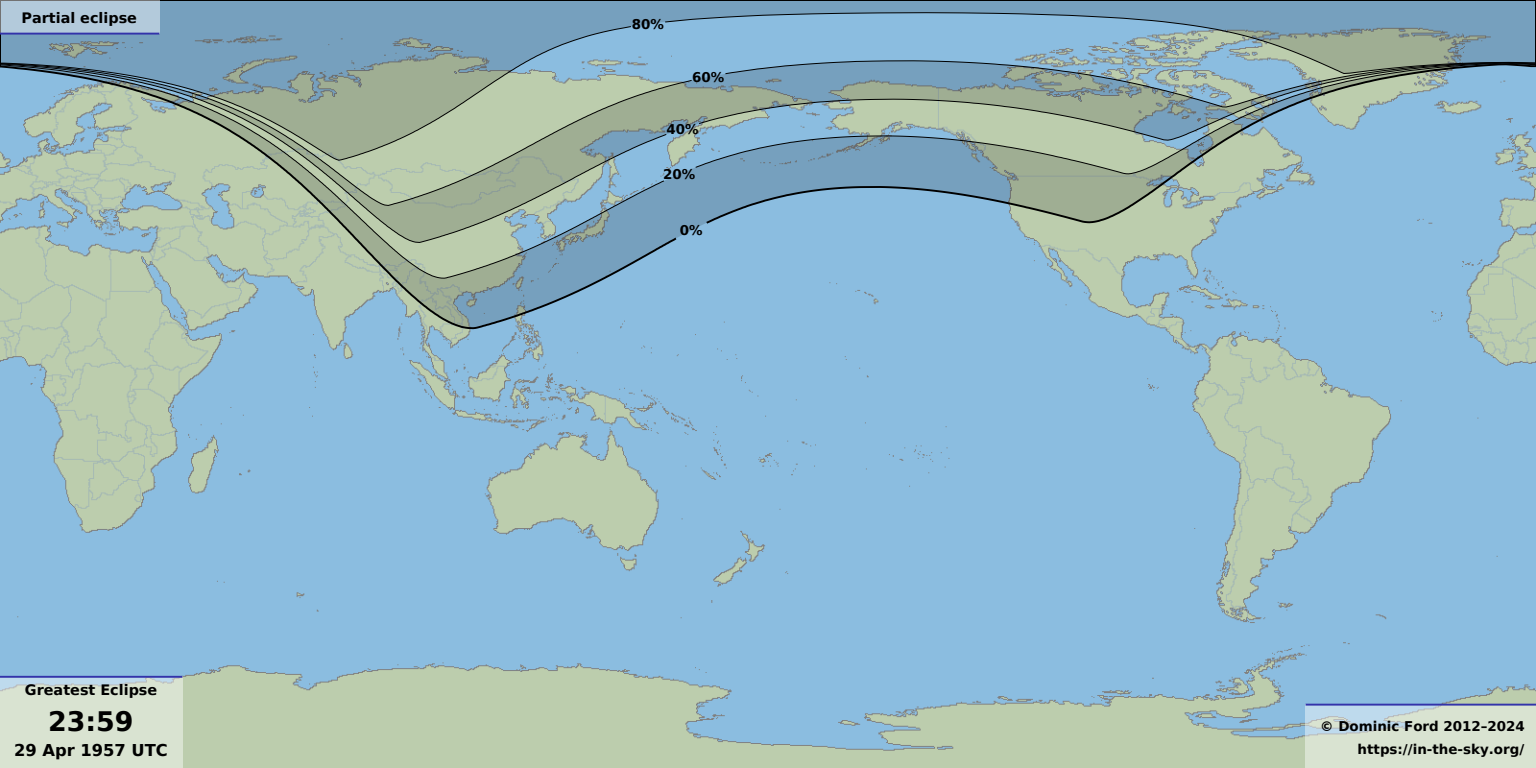 Partial eclipse
80%
60%
40%
20%
0%
Greatest Eclipse
23:59
29 Apr 1957 UTC
© Dominic Ford 2012–2024
https://in-the-sky.org/